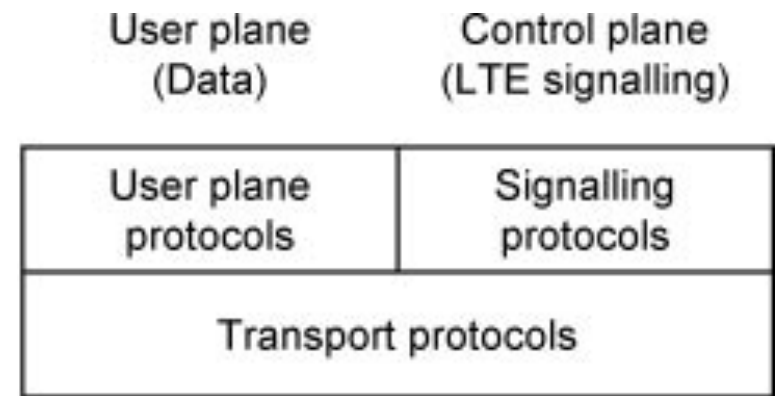 User plane
(Data)
Control plane
(LTE signalling)
User plane
protocols
Signalling
protocols
Transport protocols